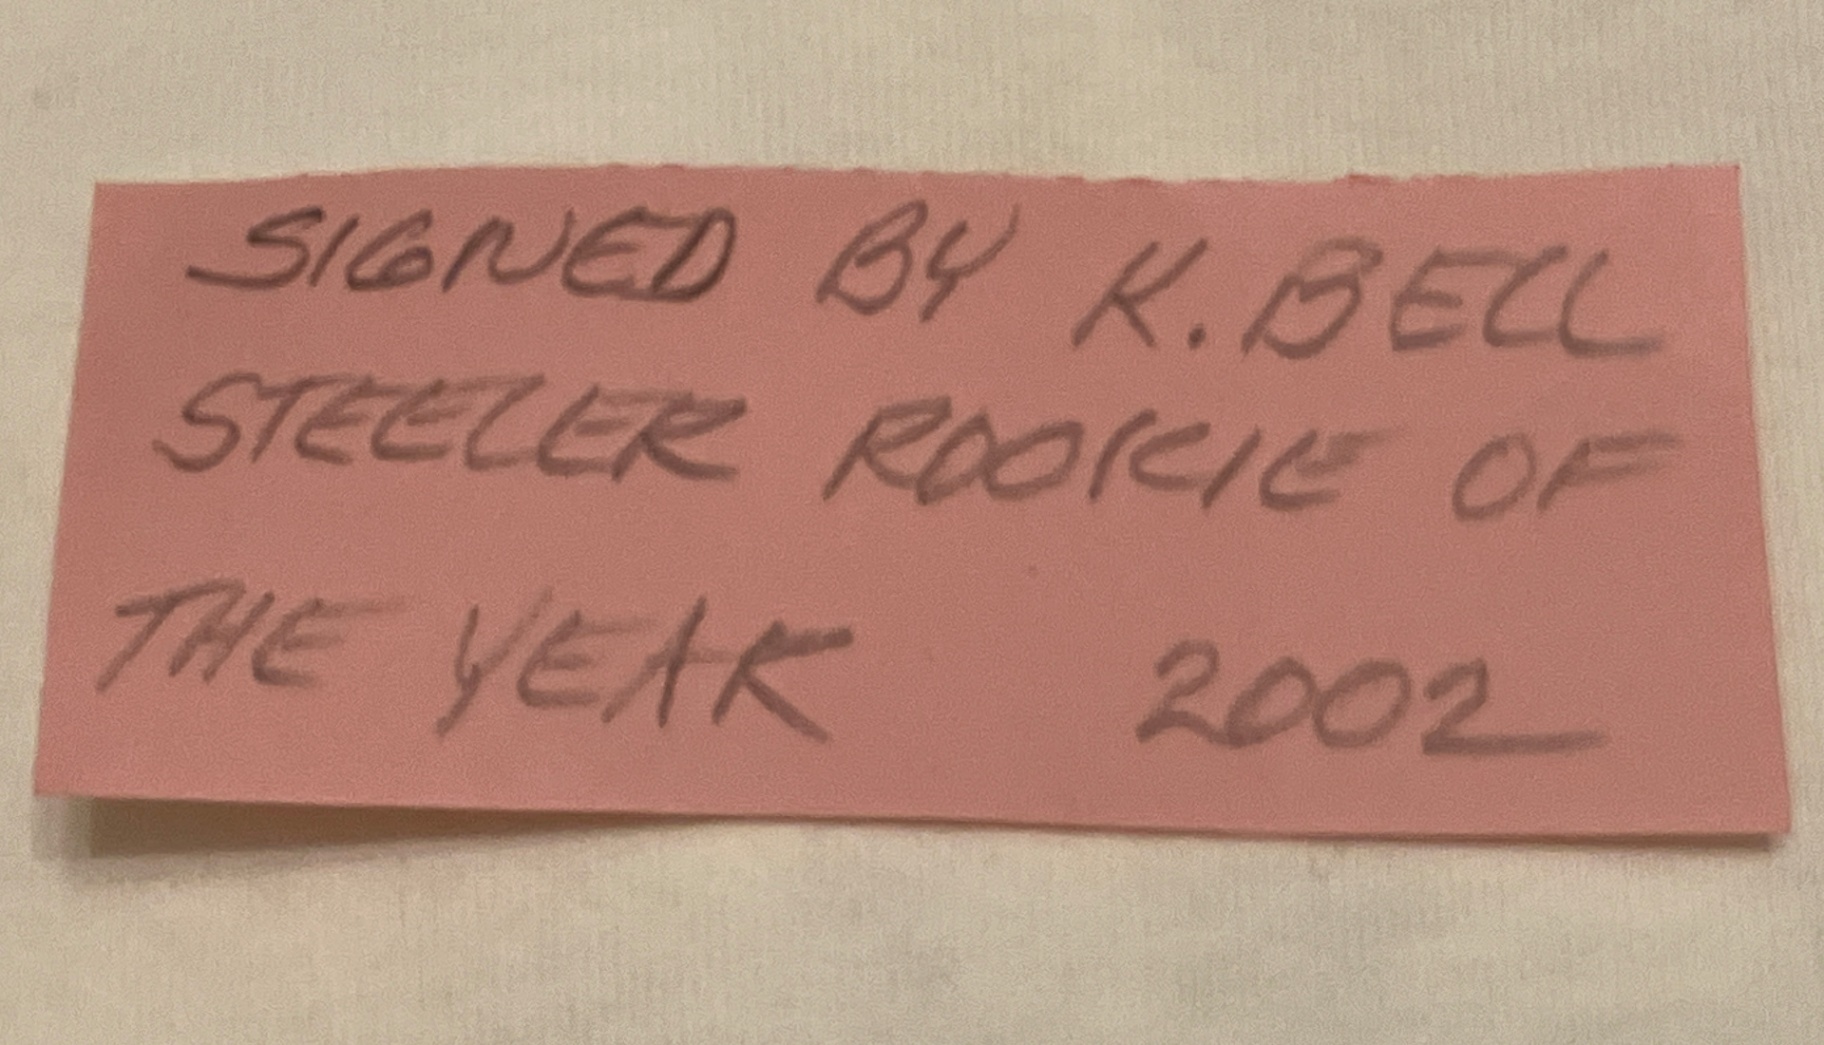 SIGNED BY K. BELL
STEELER ROOKIE OF
THE YEAR 2002